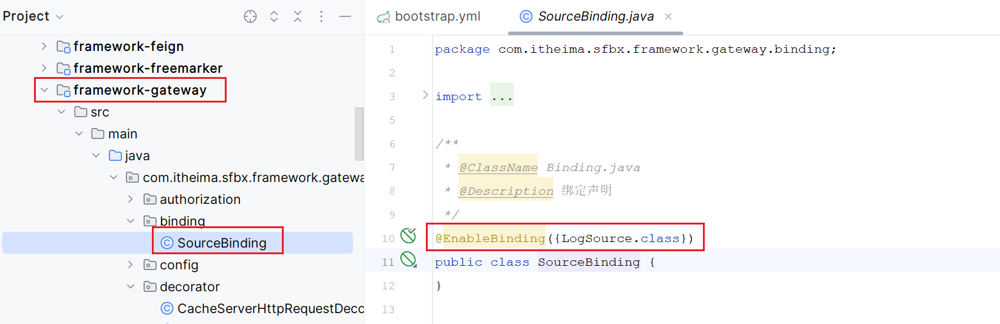 Project
framework-feign
framework-freemarker
framework-gateway
src
main
java
com.itheima.sfbx.framework.gatewa
authorization
binding
SourceBinding
config
decorator
CacheServerHttpRequestDeco
bootstrap.yml
SourceBinding.java
1 package com.itheima.sfbx.framework.gateway.binding;
2
3 import ...
5
6 /**
7 * @ClassName Binding.java
8 * @Description 绑定声明
9 */
10 @EnableBinding({LogSource.class})
11 public class SourceBinding {
12 }
13